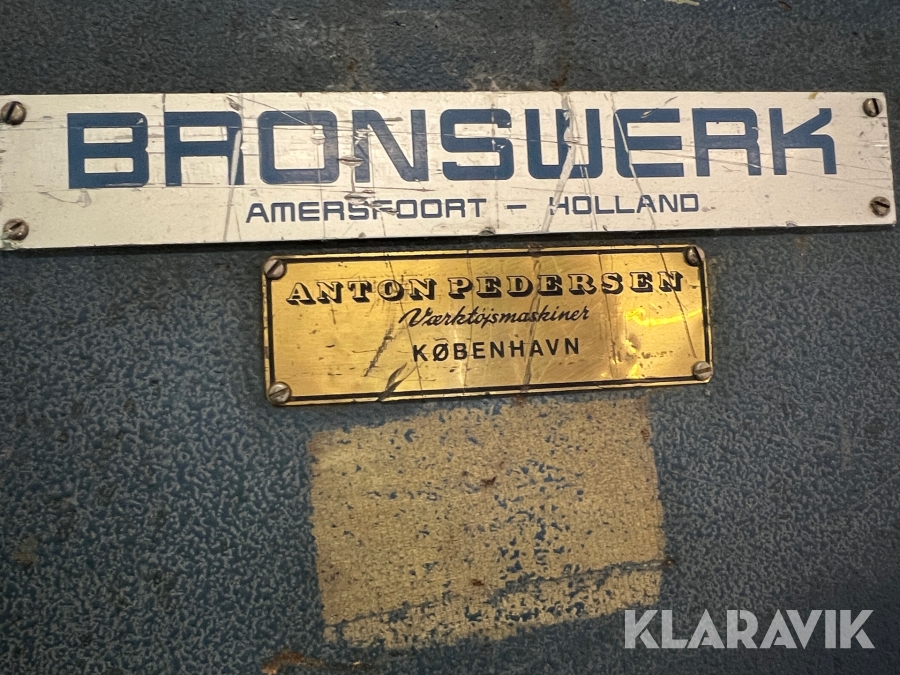 BRONSWERK
AMERSFOORT – HOLLAND
ANTON PEDERSEN
Værktøjsmaskiner
KØBENHAVN
KLARAVIK